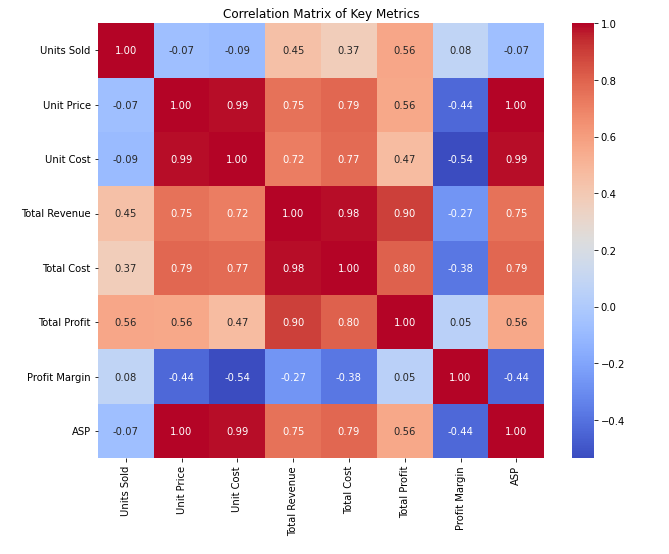 Correlation Matrix of Key Metrics
Units Sold 1.00 -0.07 -0.09 0.45 0.37 0.56 0.08 -0.07
Unit Price -0.07 1.00 0.99 0.75 0.79 0.56 -0.44 1.00
Unit Cost -0.09 0.99 1.00 0.72 0.77 0.47 -0.54 0.99
Total Revenue 0.45 0.75 0.72 1.00 0.98 0.90 -0.27 0.75
Total Cost 0.37 0.79 0.77 0.98 1.00 0.80 -0.38 0.79
Total Profit 0.56 0.56 0.47 0.90 0.80 1.00 0.05 0.56
Profit Margin 0.08 -0.44 -0.54 -0.27 -0.38 0.05 1.00 -0.44
ASP -0.07 1.00 0.99 0.75 0.79 0.56 -0.44 1.00
Units Sold
Unit Price
Unit Cost
Total Revenue
Total Cost
Total Profit
Profit Margin
ASP
1.0
0.8
0.6
0.4
0.2
0.0
−0.2
−0.4